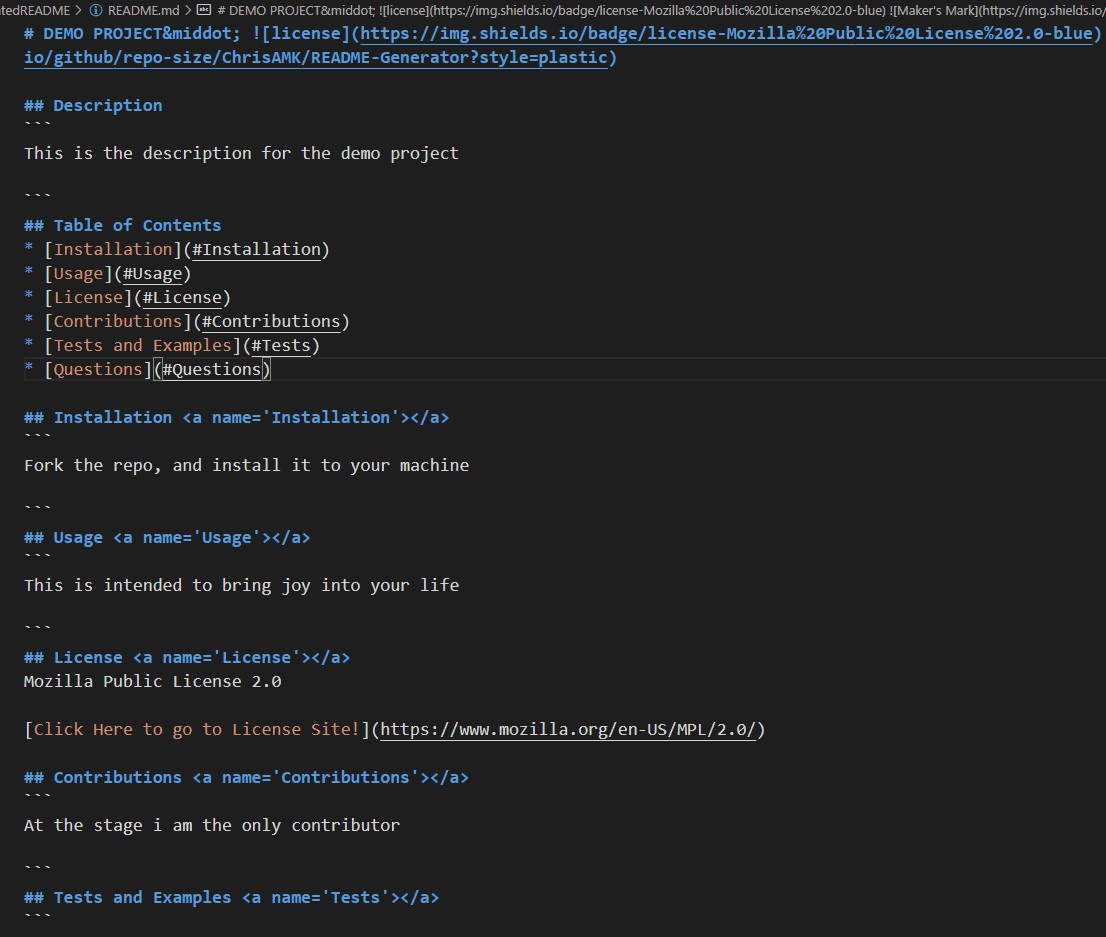 atedREADME > README.md > # DEMO PROJECT&middot; ![license](https://img.shields.io/badge/license-Mozilla%20Public%20License%202.0-blue) ![Maker's Mark](https://img.shields.io/
# DEMO PROJECT&middot; ![license](https://img.shields.io/badge/license-Mozilla%20Public%20License%202.0-blue)
io/github/repo-size/ChrisAMK/README-Generator?style=plastic)
## Description
```
This is the description for the demo project
```
## Table of Contents
* [Installation](#Installation)
* [Usage](#Usage)
* [License](#License)
* [Contributions](#Contributions)
* [Tests and Examples](#Tests)
* [Questions](#Questions)
## Installation <a name='Installation'></a>
```
Fork the repo, and install it to your machine
```
## Usage <a name='Usage'></a>
```
This is intended to bring joy into your life
```
## License <a name='License'></a>
Mozilla Public License 2.0
[Click Here to go to License Site!](https://www.mozilla.org/en-US/MPL/2.0/)
## Contributions <a name='Contributions'></a>
```
At the stage i am the only contributor
```
## Tests and Examples <a name='Tests'></a>
```